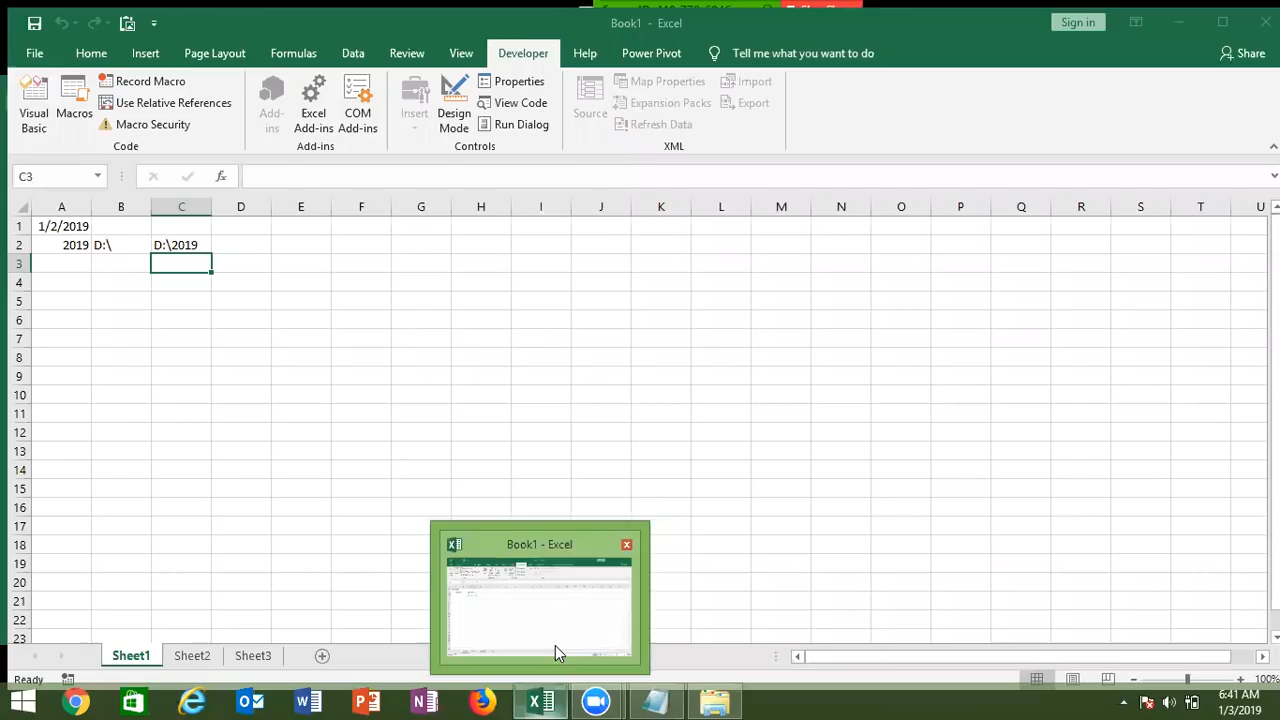 Book1 - Excel
Sign in
File Home Insert Page Layout Formulas Data Review View Developer Help Power Pivot Tell me what you want to do Share
Visual Basic
Macros
Record Macro
Use Relative References
Macro Security
Code
Add-ins
Excel Add-ins
COM Add-ins
Add-ins
Insert
Design Mode
Properties
View Code
Run Dialog
Controls
Source
Map Properties
Expansion Packs
Refresh Data
Import
Export
XML
C3
fx
A B C D E F G H I J K L M N O P Q R S T U
1 1/2/2019
2 2019 D:\ D:\2019
3
4
5
6
7
8
9
10
11
12
13
14
15
16
17
18
19
20
21
22
23
Book1 - Excel
Sheet1 Sheet2 Sheet3
Ready
100%
6:41 AM
1/3/2019